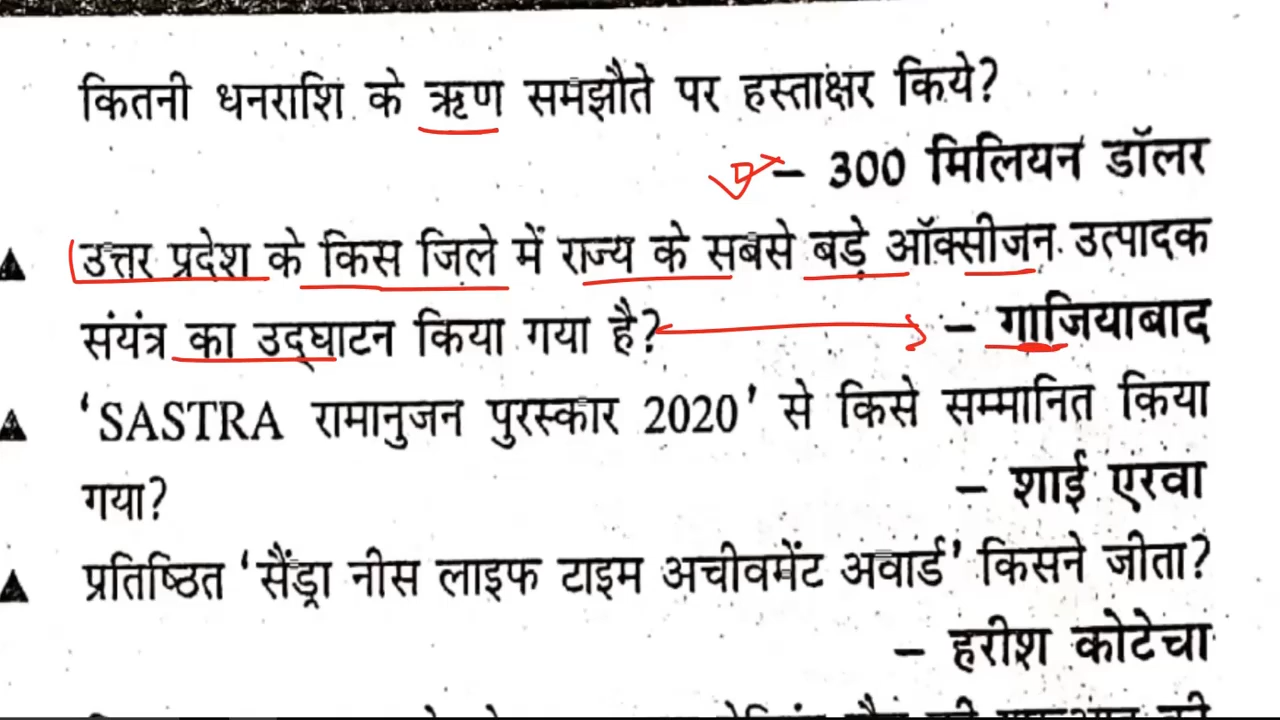 कितनी धनराशि के ऋण समझौते पर हस्ताक्षर किये?
– 300 मिलियन डॉलर
▲ उत्तर प्रदेश के किस जिले में राज्य के सबसे बड़े ऑक्सीजन उत्पादक
संयंत्र का उद्घाटन किया गया है? – गाजियाबाद
▲ 'SASTRA रामानुजन पुरस्कार 2020' से किसे सम्मानित किया
गया? – शाई एरवा
▲ प्रतिष्ठित 'सैंड्रा नीस लाइफ टाइम अचीवमेंट अवार्ड' किसने जीता?
– हरीश कोटेचा